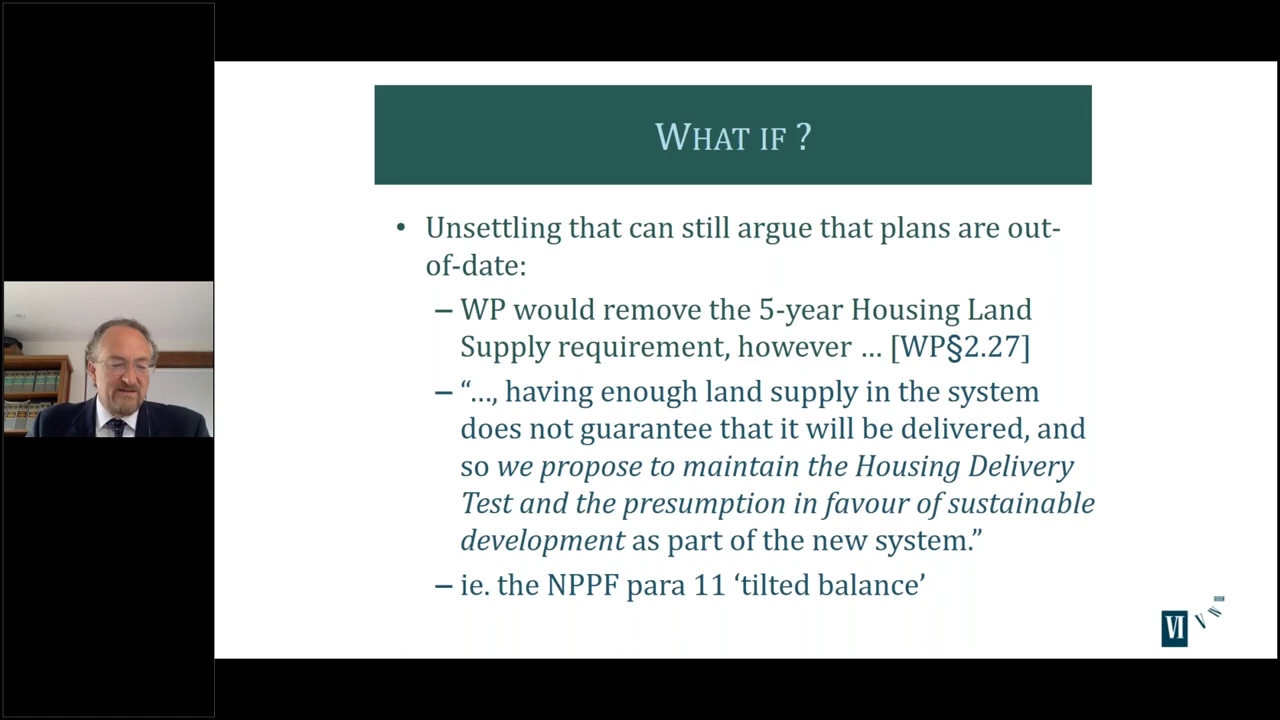 WHAT IF ?
• Unsettling that can still argue that plans are out-
of-date:
– WP would remove the 5-year Housing Land
Supply requirement, however … [WP§2.27]
– “…, having enough land supply in the system
does not guarantee that it will be delivered, and
so we propose to maintain the Housing Delivery
Test and the presumption in favour of sustainable
development as part of the new system.”
– ie. the NPPF para 11 ‘tilted balance’
VI